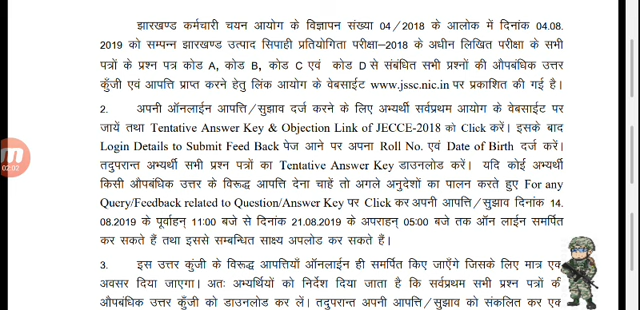 झारखण्ड कर्मचारी चयन आयोग के विज्ञापन संख्या 04/2018 के आलोक में दिनांक 04.08.
2019 को सम्पन्न झारखण्ड उत्पाद सिपाही प्रतियोगिता परीक्षा–2018 के अधीन लिखित परीक्षा के सभी
पत्रों के प्रश्न पत्र कोड A, कोड B, कोड C एवं कोड D से संबंधित सभी प्रश्नों की औपबंधिक उत्तर
कुँजी एवं आपत्ति प्राप्त करने हेतु लिंक आयोग के वेबसाईट www.jssc.nic.in पर प्रकाशित की गई है।
2. अपनी ऑनलाईन आपत्ति/सुझाव दर्ज करने के लिए अभ्यर्थी सर्वप्रथम आयोग के वेबसाईट पर
जायें तथा Tentative Answer Key & Objection Link of JECCE-2018 को Click करें। इसके बाद
Login Details to Submit Feed Back पेज आने पर अपना Roll No. एवं Date of Birth दर्ज करें।
तदुपरान्त अभ्यर्थी सभी प्रश्न पत्रों का Tentative Answer Key डाउनलोड करें। यदि कोई अभ्यर्थी
किसी औपबंधिक उत्तर के विरूद्ध आपत्ति देना चाहें तो अगले अनुदेशों का पालन करते हुए For any
Query/Feedback related to Question/Answer Key पर Click कर अपनी आपत्ति/सुझाव दिनांक 14.
08.2019 के पूर्वाहन् 11:00 बजे से दिनांक 21.08.2019 के अपराहन् 05:00 बजे तक ऑन लाईन समर्पित
कर सकते हैं तथा इससे सम्बन्धित साक्ष्य अपलोड कर सकते हैं।
3. इस उत्तर कुंजी के विरूद्ध आपत्तियाँ ऑनलाईन ही समर्पित किए जाएँगे जिसके लिए मात्र एक
अवसर दिया जाएगा। अतः अभ्यर्थियों को निर्देश दिया जाता है कि सर्वप्रथम सभी प्रश्न पत्रों की
औपबंधिक उत्तर कुँजी को डाउनलोड कर लें। तदुपरान्त अपनी आपत्ति/सुझाव को संकलित कर एक
02:02